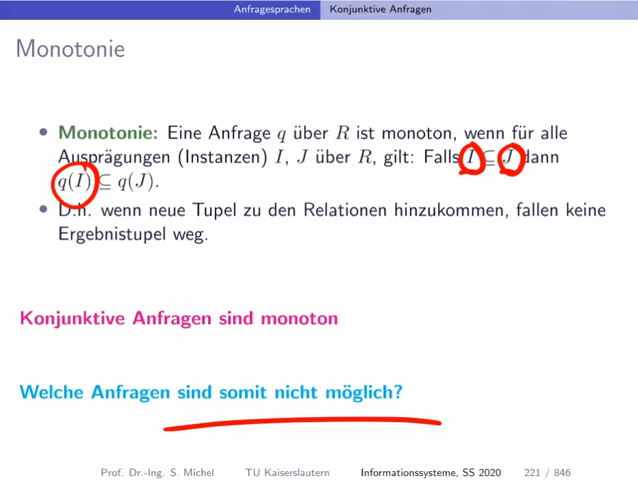 Anfragesprachen Konjunktive Anfragen
Monotonie
• Monotonie: Eine Anfrage q über R ist monoton, wenn für alle
Ausprägungen (Instanzen) I, J über R, gilt: Falls I ⊆ J dann
q(I) ⊆ q(J).
• D.h. wenn neue Tupel zu den Relationen hinzukommen, fallen keine
Ergebnistupel weg.
Konjunktive Anfragen sind monoton
Welche Anfragen sind somit nicht möglich?
Prof. Dr.-Ing. S. Michel TU Kaiserslautern Informationssysteme, SS 2020 221 / 846